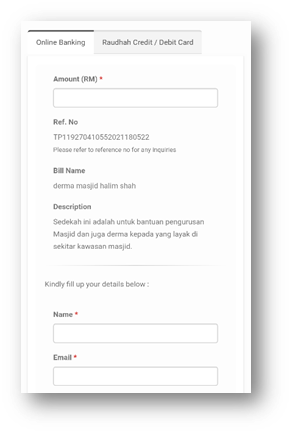 Online Banking
Raudhah Credit / Debit Card
Amount (RM) *
Ref. No
TP119270410552021180522
Please refer to reference no for any inquiries
Bill Name
derma masjid halim shah
Description
Sedekah ini adalah untuk bantuan pengurusan
Masjid dan juga derma kepada yang layak di
sekitar kawasan masjid.
Kindly fill up your details below :
Name *
Email *